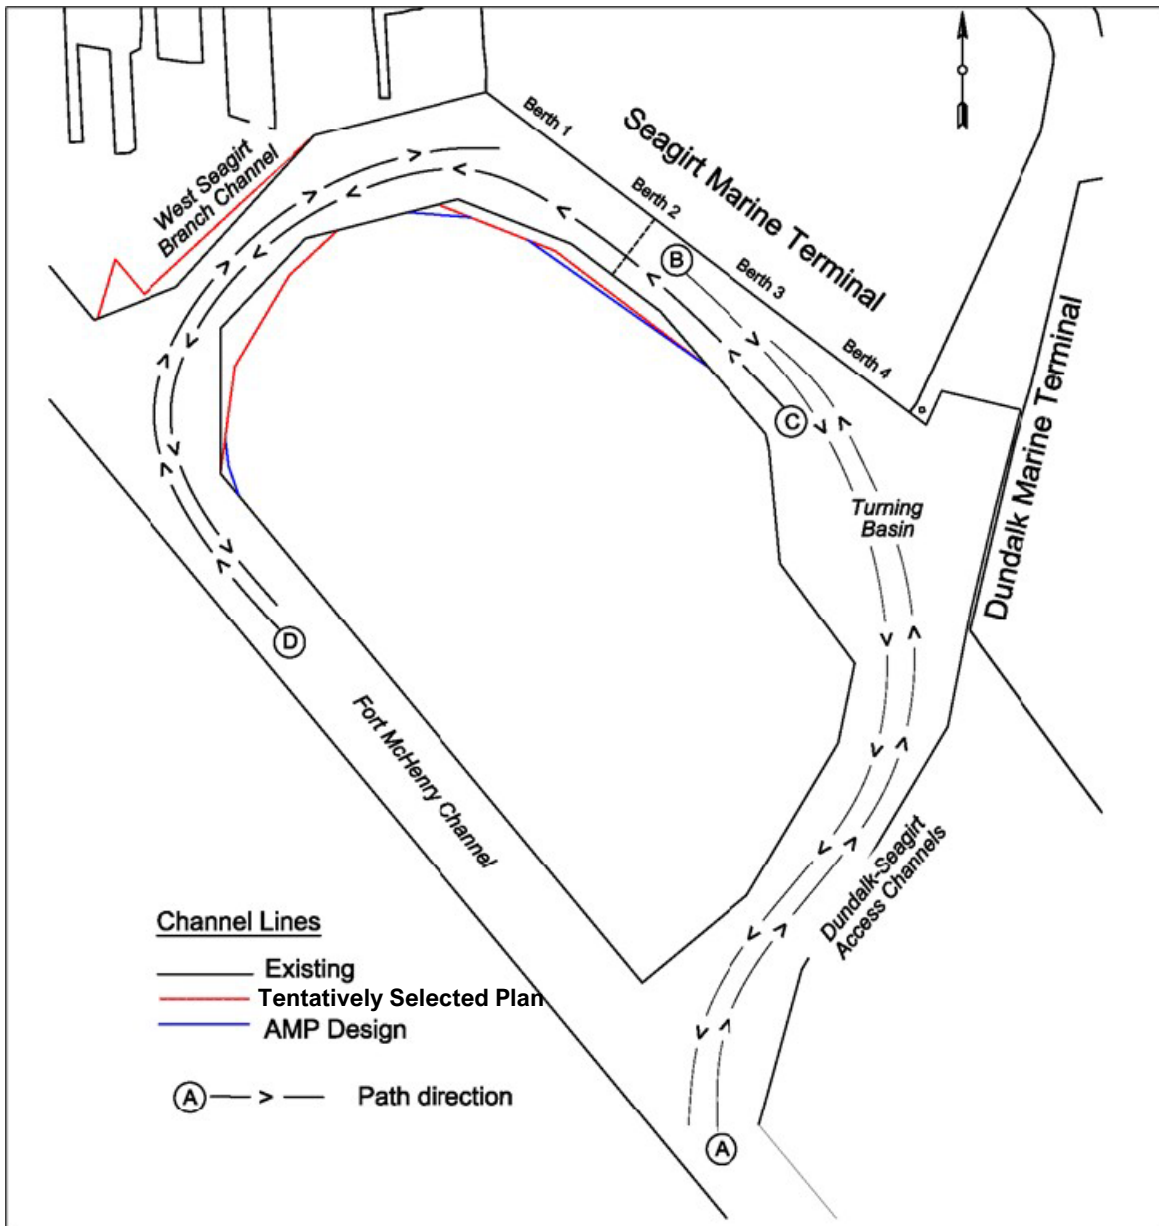 Berth 1
Seagirt Marine Terminal
West Seagirt
Branch Channel
Berth 2
B
Berth 3
Berth 4
C
Dundalk Marine Terminal
Turning
Basin
D
Fort McHenry Channel
Dundalk-Seagirt
Access Channels
Channel Lines
Existing
Tentatively Selected Plan
AMP Design
A
Path direction
A